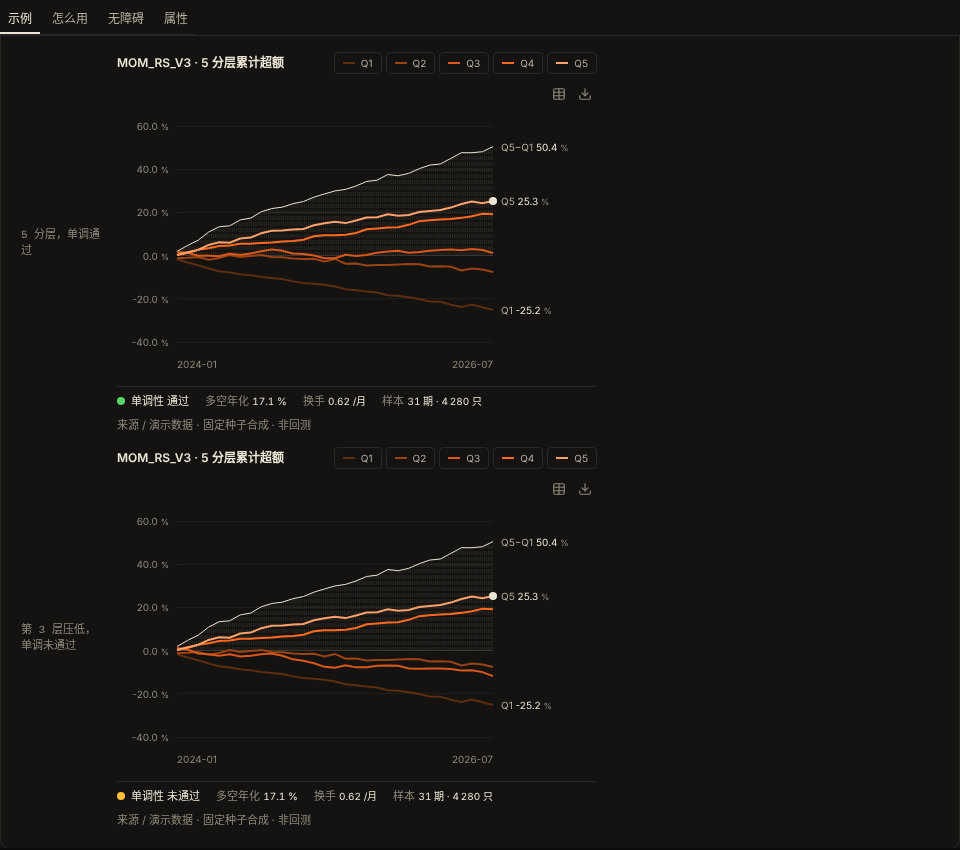 示例 怎么用 无障碍 属性
MOM_RS_V3 · 5 分层累计超额 Q1 Q2 Q3 Q4 Q5
60.0 %
Q5−Q1 50.4 %
40.0 %
Q5 25.3 %
20.0 %
5 分层，单调通
过
0.0 %
-20.0 %
Q1 -25.2 %
-40.0 %
2024-01 2026-07
单调性 通过 多空年化 17.1 % 换手 0.62 /月 样本 31 期 · 4 280 只
来源 / 演示数据 · 固定种子合成 · 非回测
MOM_RS_V3 · 5 分层累计超额 Q1 Q2 Q3 Q4 Q5
60.0 %
Q5−Q1 50.4 %
40.0 %
Q5 25.3 %
20.0 %
第 3 层压低，
单调未通过
0.0 %
-20.0 %
Q1 -25.2 %
-40.0 %
2024-01 2026-07
单调性 未通过 多空年化 17.1 % 换手 0.62 /月 样本 31 期 · 4 280 只
来源 / 演示数据 · 固定种子合成 · 非回测